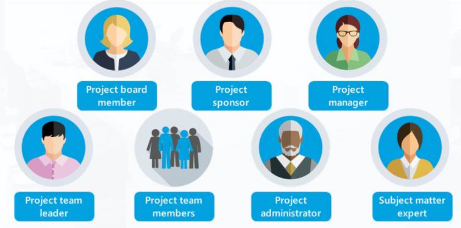 Project board
member
Project
sponsor
Project
manager
Project team
leader
Project team
members
Project
administrator
Subject matter
expert